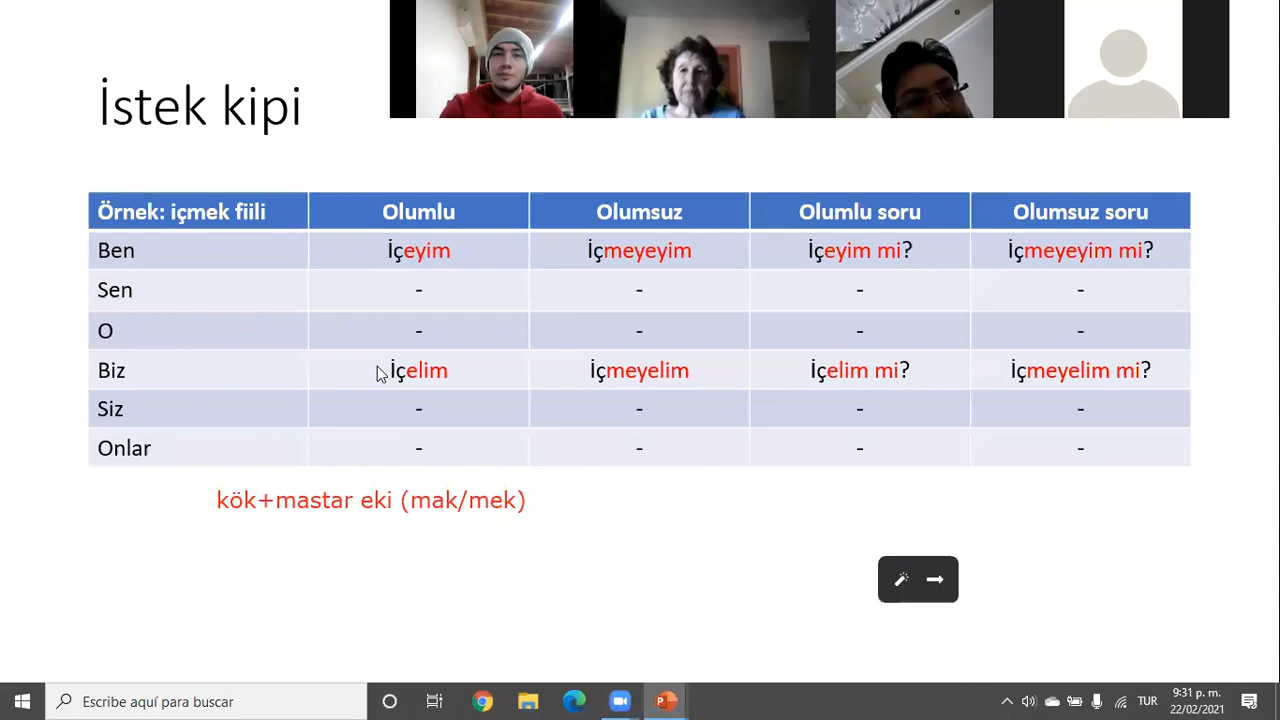 İstek kipi
Örnek: içmek fiili Olumlu Olumsuz Olumlu soru Olumsuz soru
Ben İçeyim İçmeyeyim İçeyim mi? İçmeyeyim mi?
Sen - - - -
O - - - -
Biz İçelim İçmeyelim İçelim mi? İçmeyelim mi?
Siz - - - -
Onlar - - - -
kök+mastar eki (mak/mek)
Escribe aquí para buscar
TUR
9:31 p. m.
22/02/2021